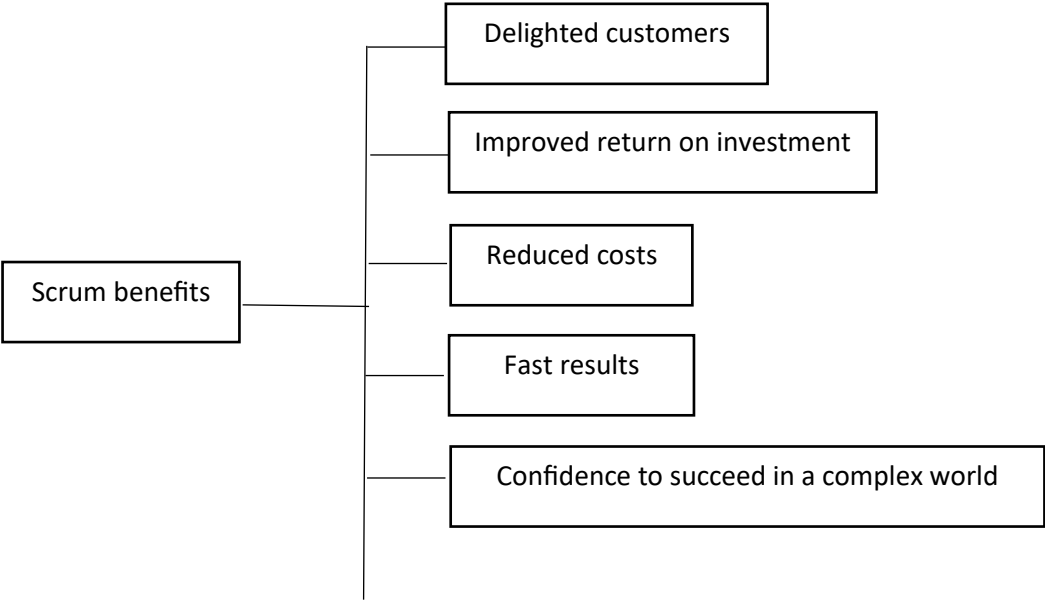 Delighted customers
Improved return on investment
Reduced costs
Scrum benefits
Fast results
Confidence to succeed in a complex world